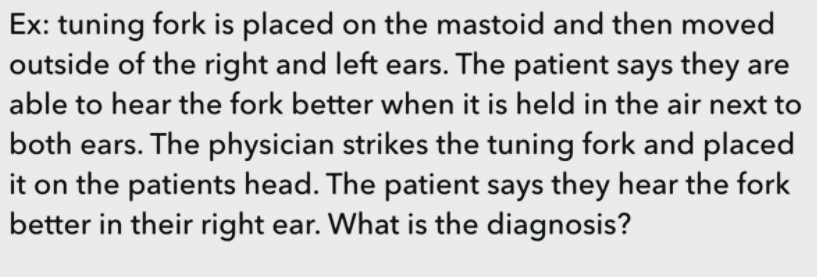 Ex: tuning fork is placed on the mastoid and then moved
outside of the right and left ears. The patient says they are
able to hear the fork better when it is held in the air next to
both ears. The physician strikes the tuning fork and placed
it on the patients head. The patient says they hear the fork
better in their right ear. What is the diagnosis?